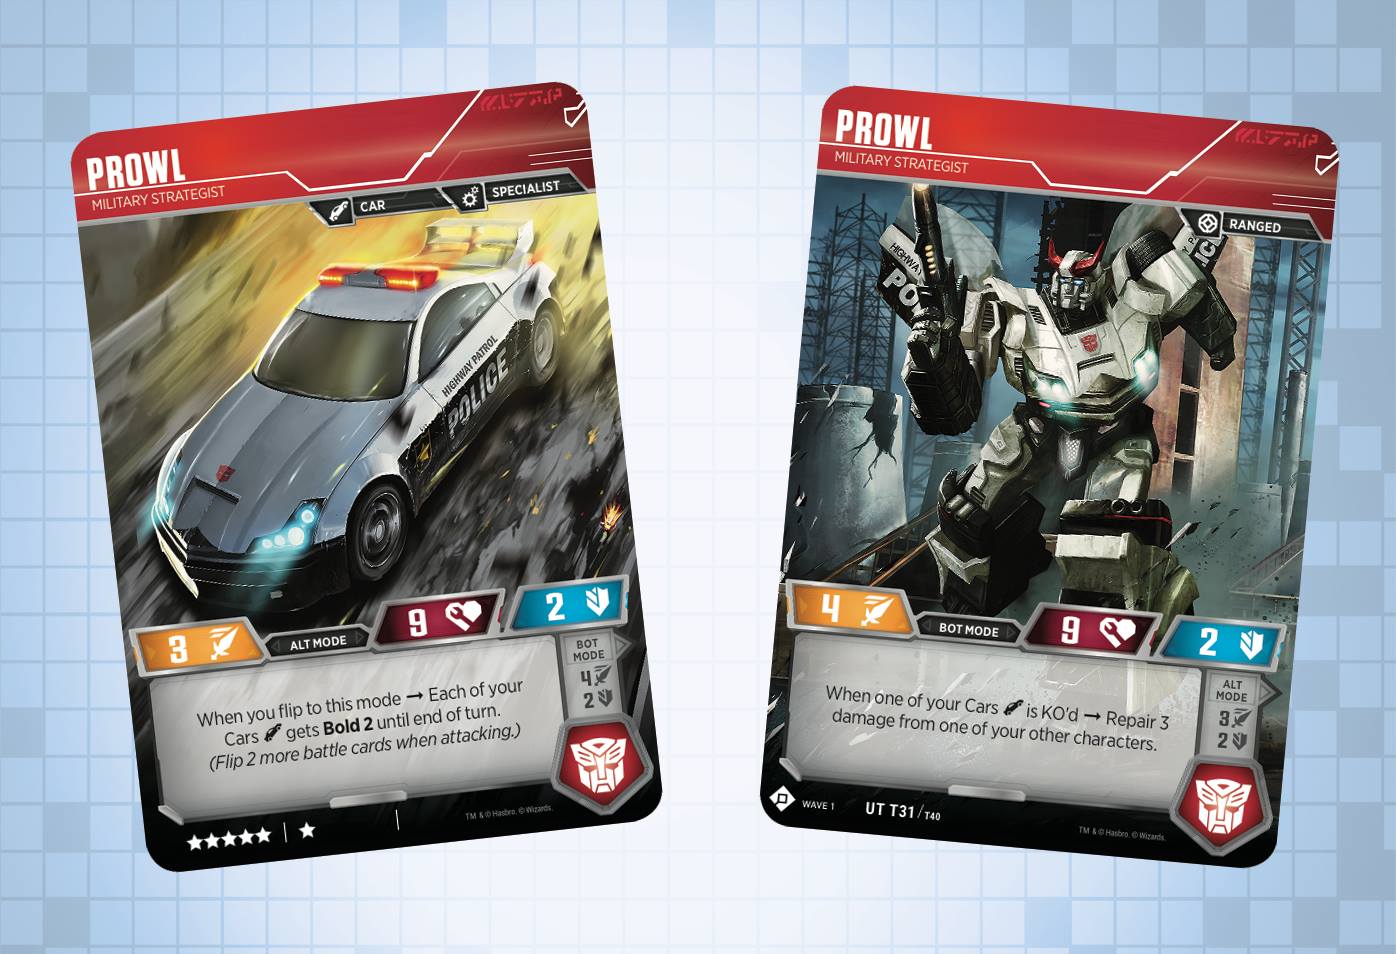 PROWL
MILITARY STRATEGIST
CAR
SPECIALIST
HIGHWAY PATROL
POLICE
3
ALT MODE
9
2
When you flip to this mode → Each of your
Cars gets Bold 2 until end of turn.
(Flip 2 more battle cards when attacking.)
BOT
MODE
4
2
TM & © Hasbro. © Wizards.
PROWL
MILITARY STRATEGIST
RANGED
HIGHWAY
PO
LIC
4
BOT MODE
9
2
When one of your Cars is KO'd → Repair 3
damage from one of your other characters.
ALT
MODE
3
2
WAVE 1
UT T31/T40
TM & © Hasbro. © Wizards.